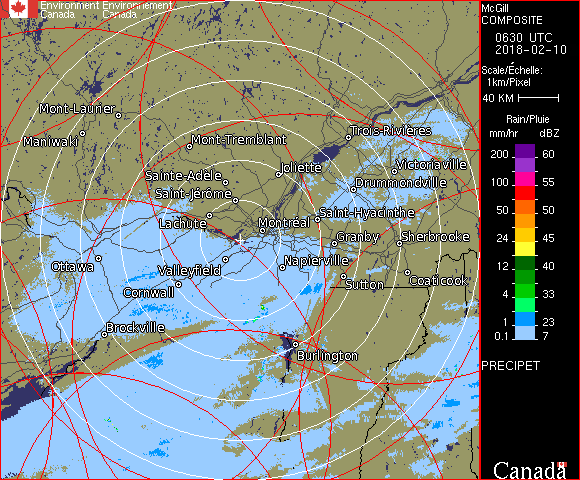 Environment Environnement
Canada Canada
McGill
COMPOSITE
0630 UTC
2018-02-10
Scale/Échelle:
1km/Pixel
40 KM
Rain/Pluie
mm/hr dBZ
200 60
100 55
50 50
24 45
12 40
4 33
1 23
0.1 7
PRECIPET
Canada
Mont-Laurier
Maniwaki
Mont-Tremblant
Trois-Rivières
Sainte-Adèle
Joliette
Victoriaville
Saint-Jérôme
Drummondville
Lachute
Montréal
Saint-Hyacinthe
Granby
Sherbrooke
Ottawa
Valleyfield
Napierville
Cornwall
Sutton
Coaticook
Brockville
Burlington